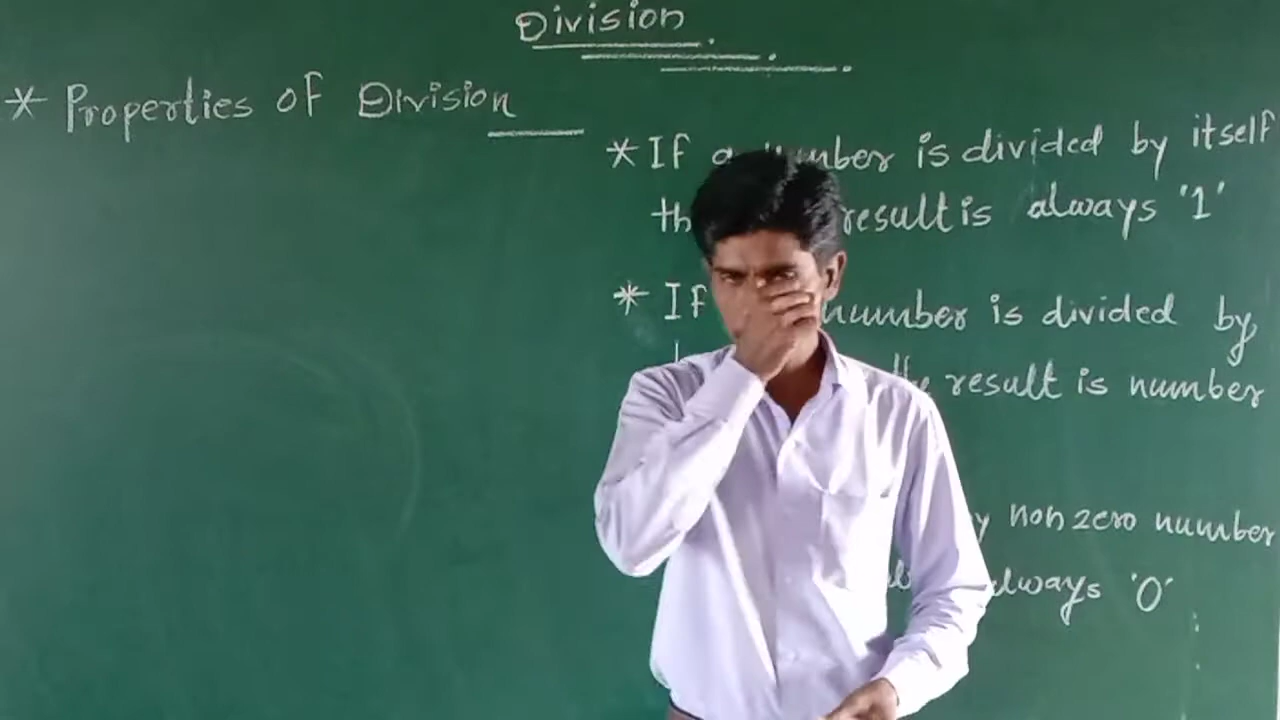 Division
* Properties of Division
* If a number is divided by itself
result is always '1'
* If number is divided by
the result is number
by non zero number
always '0'